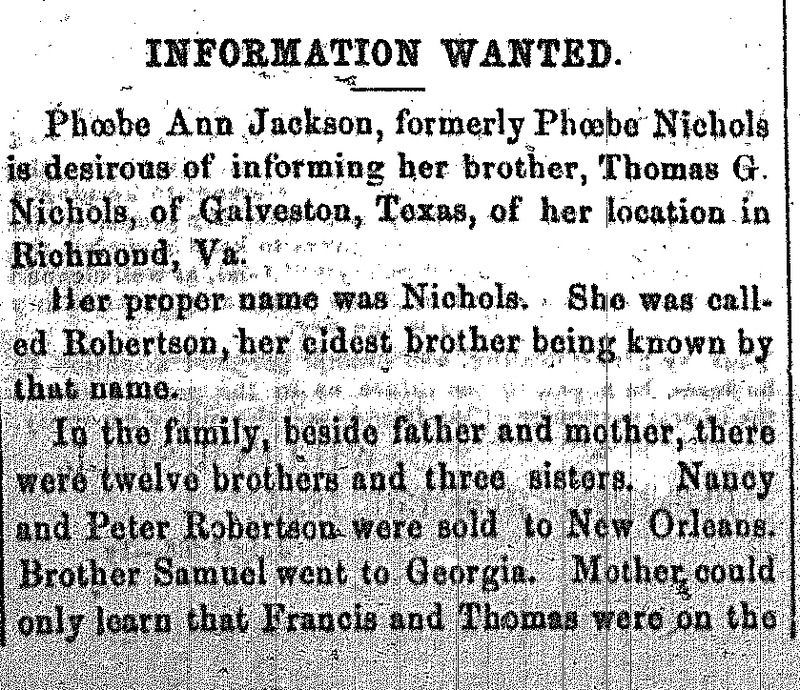 INFORMATION WANTED.
Phœbe Ann Jackson, formerly Phœbe Nichols
is desirous of informing her brother, Thomas G.
Nichols, of Galveston, Texas, of her location in
Richmond, Va.
Her proper name was Nichols. She was call-
ed Robertson, her eldest brother being known by
that name.
In the family, beside father and mother, there
were twelve brothers and three sisters. Nancy
and Peter Robertson were sold to New Orleans.
Brother Samuel went to Georgia. Mother could
only learn that Francis and Thomas were on the